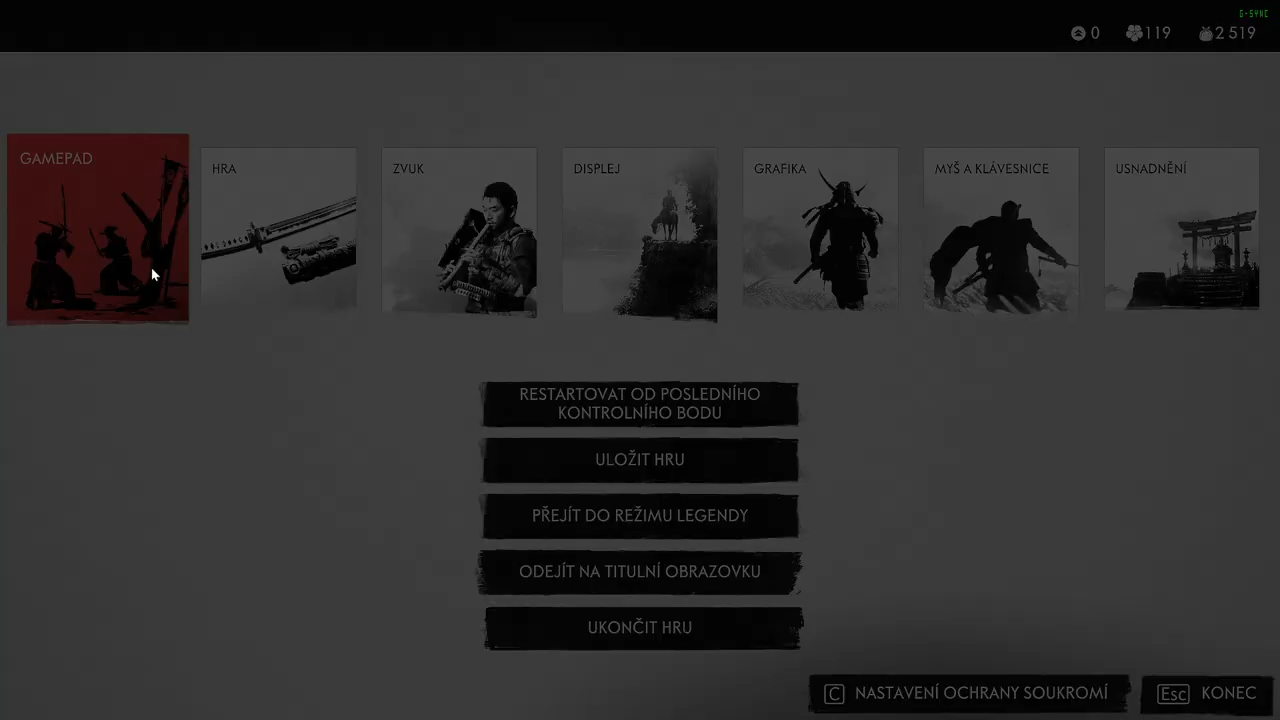 G-SYNC
0 119 2 519
GAMEPAD
HRA
ZVUK
DISPLEJ
GRAFIKA
MYŠ A KLÁVESNICE
USNADNĚNÍ
RESTARTOVAT OD POSLEDNÍHO
KONTROLNÍHO BODU
ULOŽIT HRU
PŘEJÍT DO REŽIMU LEGENDY
ODEJÍT NA TITULNÍ OBRAZOVKU
UKONČIT HRU
C NASTAVENÍ OCHRANY SOUKROMÍ
Esc KONEC